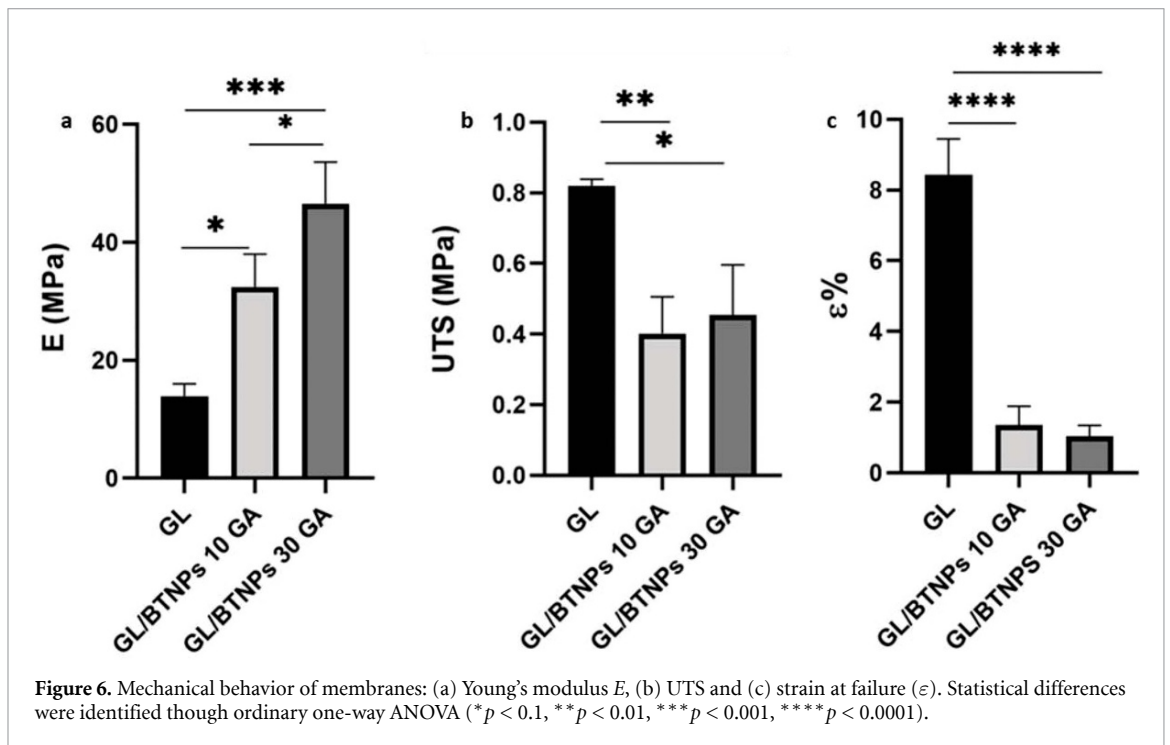 a
***
*
*
E (MPa)
60
40
20
0
GL
GL/BTNPs 10 GA
GL/BTNPs 30 GA
b
**
*
UTS (MPa)
1.0
0.8
0.6
0.4
0.2
0.0
GL
GL/BTNPs 10 GA
GL/BTNPs 30 GA
c
****
****
ε%
10
8
6
4
2
0
GL
GL/BTNPs 10 GA
GL/BTNPS 30 GA
Figure 6. Mechanical behavior of membranes: (a) Young's modulus E, (b) UTS and (c) strain at failure (ε). Statistical differences
were identified though ordinary one-way ANOVA (*p < 0.1, **p < 0.01, ***p < 0.001, ****p < 0.0001).